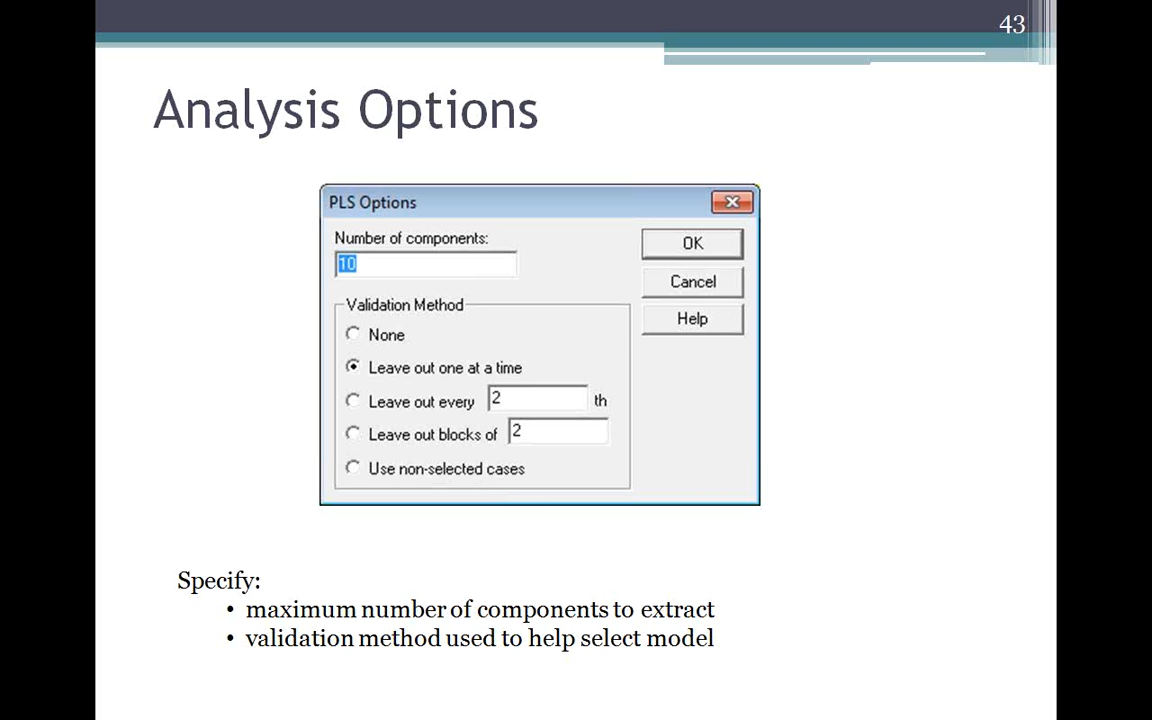 43
Analysis Options
PLS Options
Number of components:
10
OK
Cancel
Help
Validation Method
None
Leave out one at a time
Leave out every 2 th
Leave out blocks of 2
Use non-selected cases
Specify:
• maximum number of components to extract
• validation method used to help select model